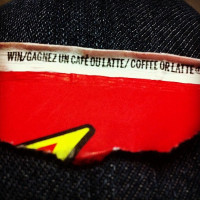 WIN/GAGNEZ UN CAFÉ OU LATTE/ COFFEE OR LATTE